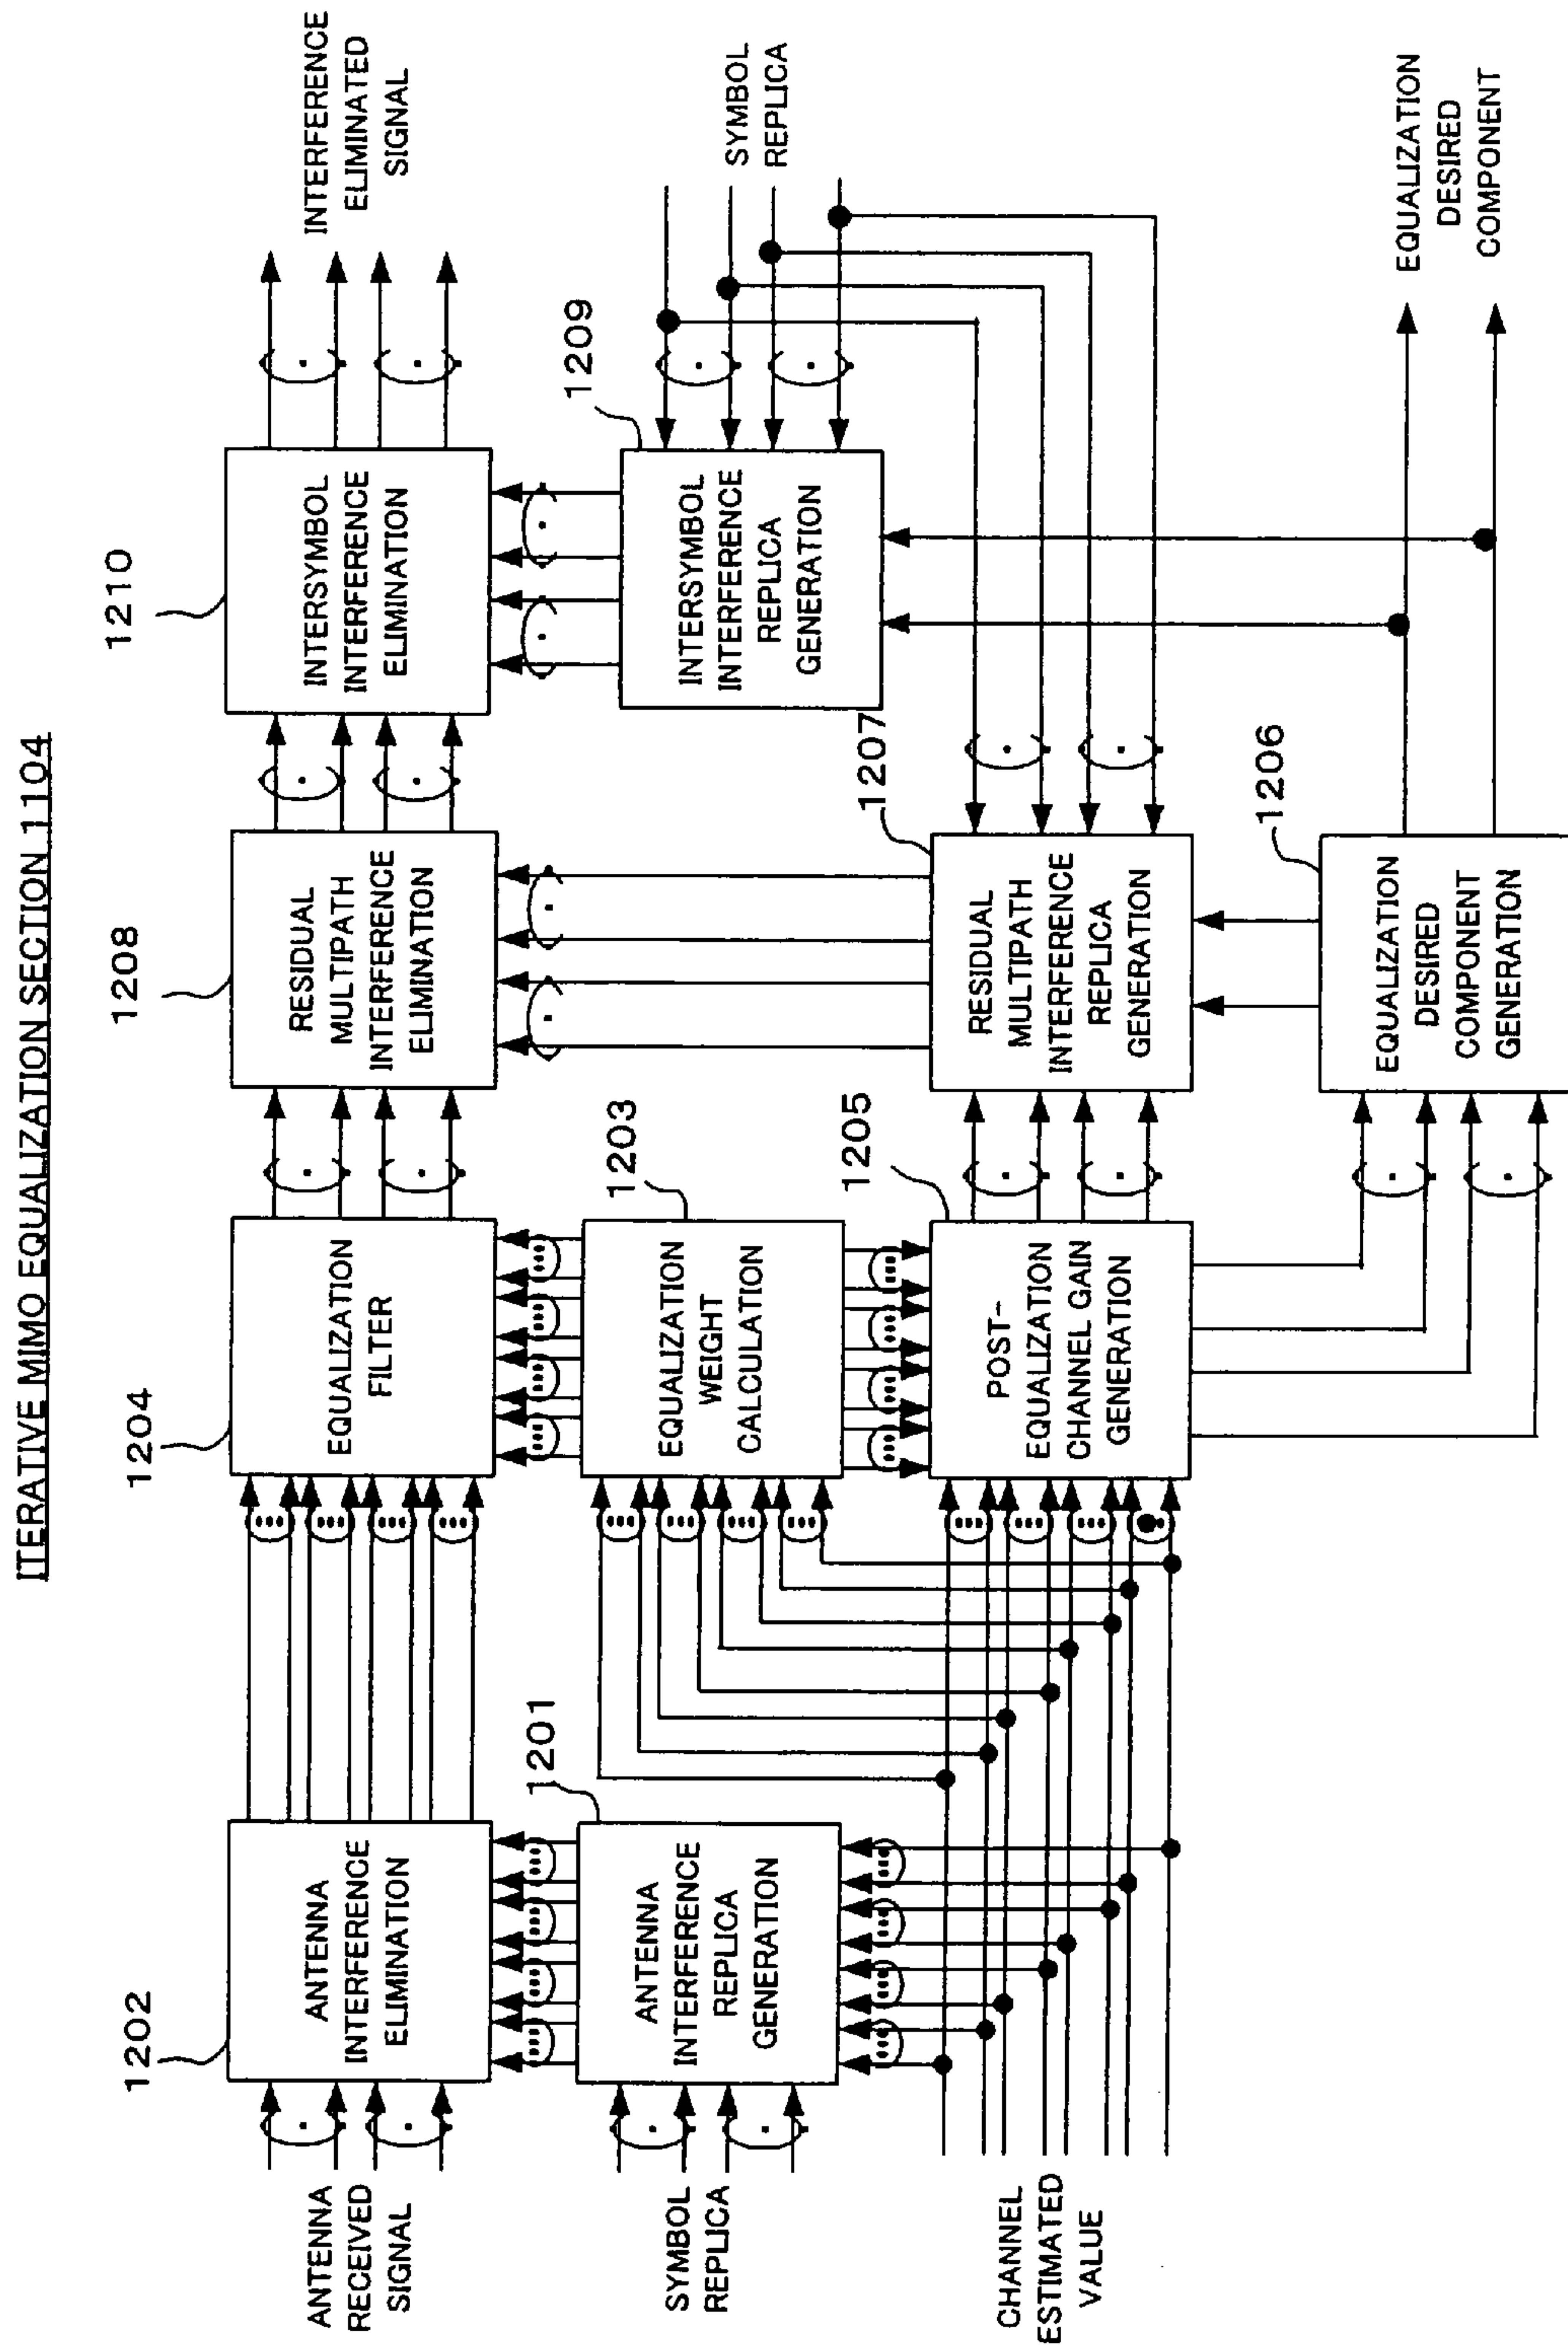 ITERATIVE MIMO EQUALIZATION SECTION 1104
1202
ANTENNA
INTERFERENCE
ELIMINATION
1204
EQUALIZATION
FILTER
1208
RESIDUAL
MULTIPATH
INTERFERENCE
ELIMINATION
1210
INTERSYMBOL
INTERFERENCE
ELIMINATION
INTERFERENCE
ELIMINATED
SIGNAL
ANTENNA
RECEIVED
SIGNAL
1201
ANTENNA
INTERFERENCE
REPLICA
GENERATION
1203
EQUALIZATION
WEIGHT
CALCULATION
1209
INTERSYMBOL
INTERFERENCE
REPLICA
GENERATION
SYMBOL
REPLICA
SYMBOL
REPLICA
1205
POST-
EQUALIZATION
CHANNEL GAIN
GENERATION
1207
RESIDUAL
MULTIPATH
INTERFERENCE
REPLICA
GENERATION
CHANNEL
ESTIMATED
VALUE
1206
EQUALIZATION
DESIRED
COMPONENT
GENERATION
EQUALIZATION
DESIRED
COMPONENT